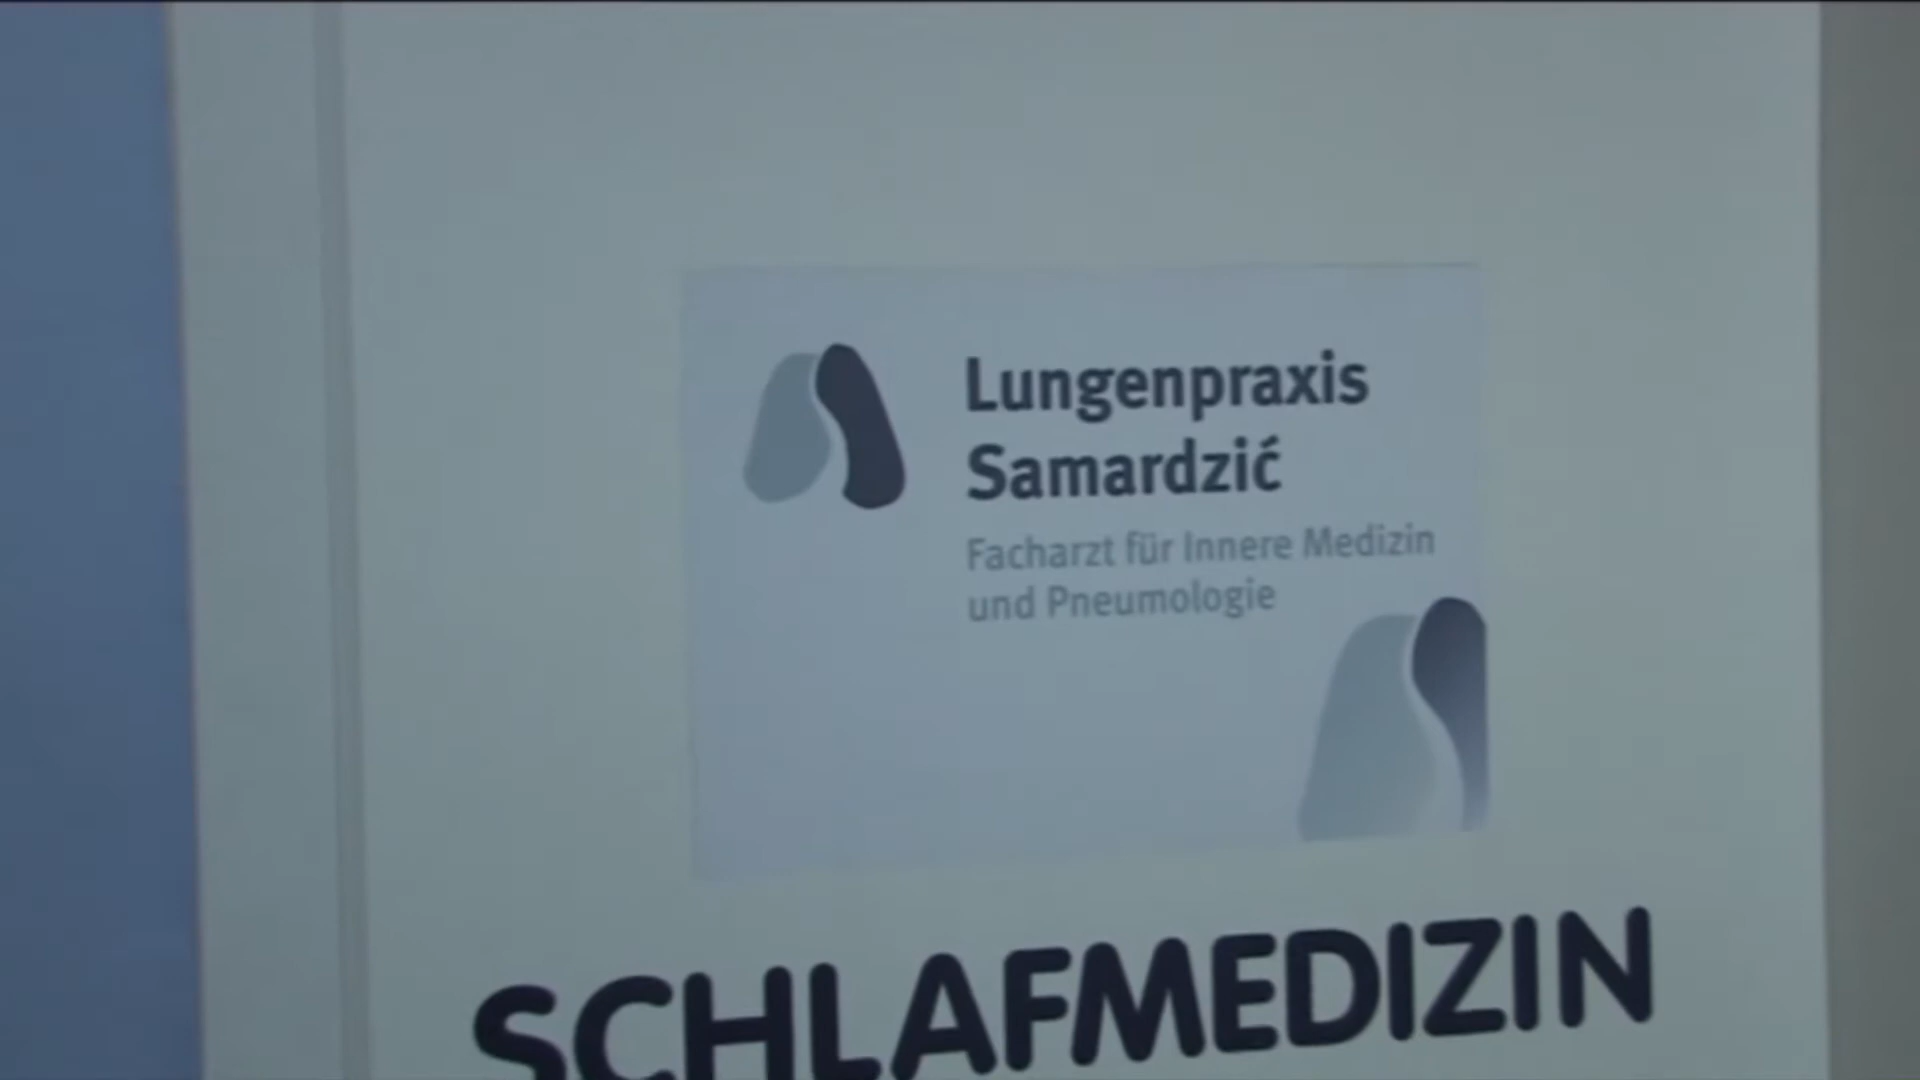 Lungenpraxis
Samardzić
Facharzt für Innere Medizin
und Pneumologie
SCHLAFMEDIZIN